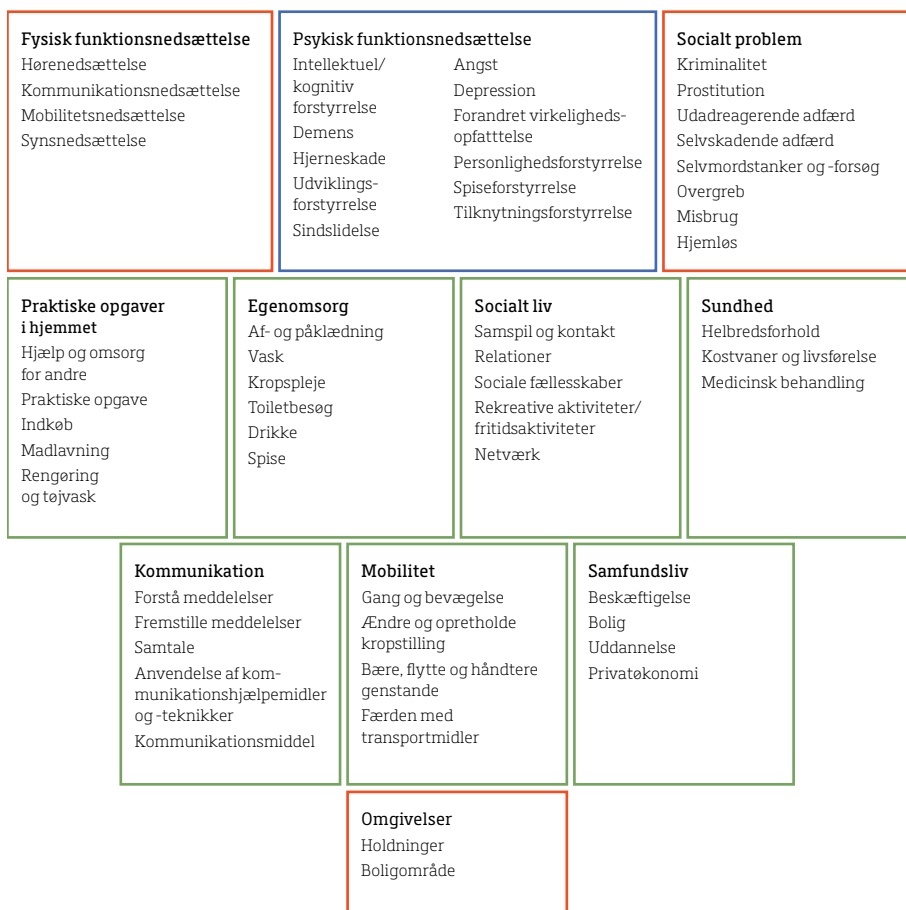 Fysisk funktionsnedsættelse
Hørenedsættelse
Kommunikationsnedsættelse
Mobilitetsnedsættelse
Synsnedsættelse
Psykisk funktionsnedsættelse
Intellektuel/
kognitiv
forstyrrelse
Demens
Hjerneskade
Udviklings-
forstyrrelse
Sindslidelse
Angst
Depression
Forandret virkeligheds-
opfatttelse
Personlighedsforstyrrelse
Spiseforstyrrelse
Tilknytningsforstyrrelse
Socialt problem
Kriminalitet
Prostitution
Udadreagerende adfærd
Selvskadende adfærd
Selvmordstanker og -forsøg
Overgreb
Misbrug
Hjemløs
Praktiske opgaver
i hjemmet
Hjælp og omsorg
for andre
Praktiske opgave
Indkøb
Madlavning
Rengøring
og tøjvask
Egenomsorg
Af- og påklædning
Vask
Kropspleje
Toiletbesøg
Drikke
Spise
Socialt liv
Samspil og kontakt
Relationer
Sociale fællesskaber
Rekreative aktiviteter/
fritidsaktiviteter
Netværk
Sundhed
Helbredsforhold
Kostvaner og livsførelse
Medicinsk behandling
Kommunikation
Forstå meddelelser
Fremstille meddelelser
Samtale
Anvendelse af kom-
munikationshjælpemidler
og -teknikker
Kommunikationsmiddel
Mobilitet
Gang og bevægelse
Ændre og opretholde
kropstilling
Bære, flytte og håndtere
genstande
Færden med
transportmidler
Samfundsliv
Beskæftigelse
Bolig
Uddannelse
Privatøkonomi
Omgivelser
Holdninger
Boligområde